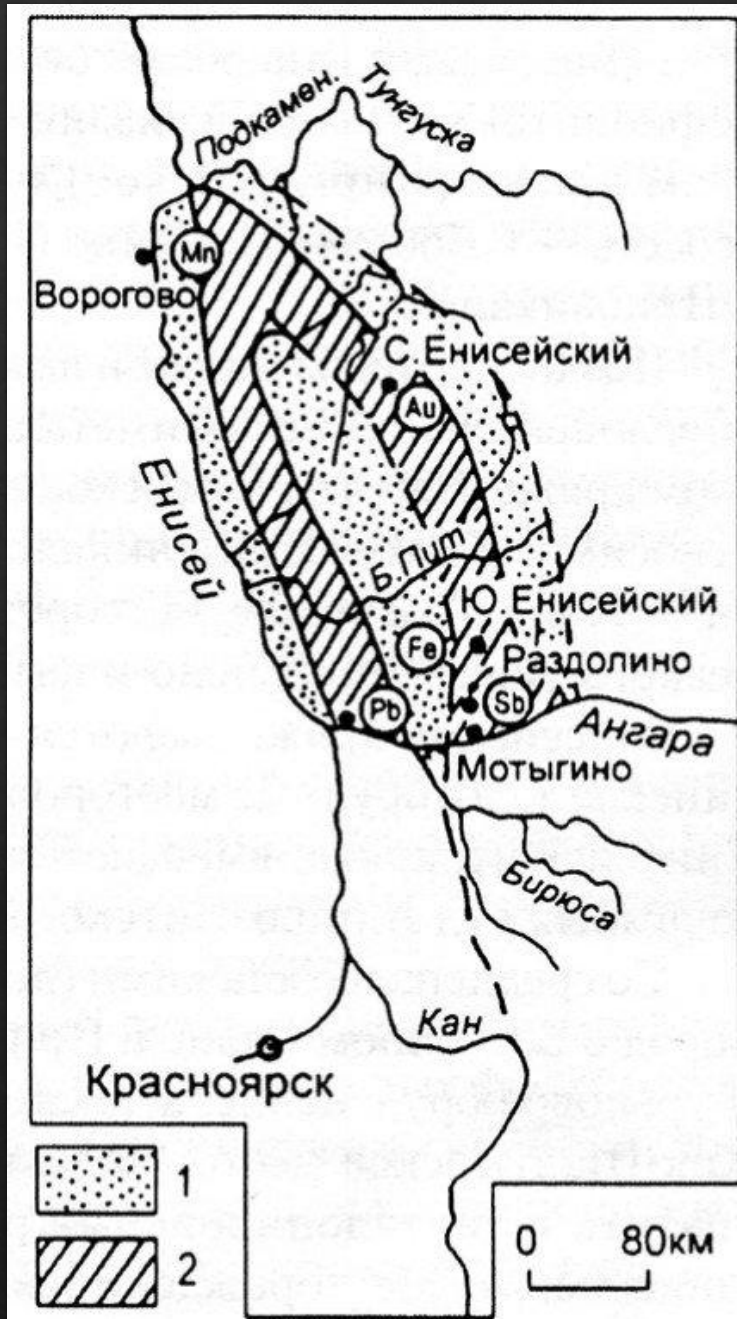 Подкамен.
Тунгуска
Mn
Ворогово
С. Енисейский
Au
Енисей
Б. Пит
Ю. Енисейский
Fe
Раздолино
Pb
Sb
Ангара
Мотыгино
Бирюса
Кан
Красноярск
1
2
0 80км